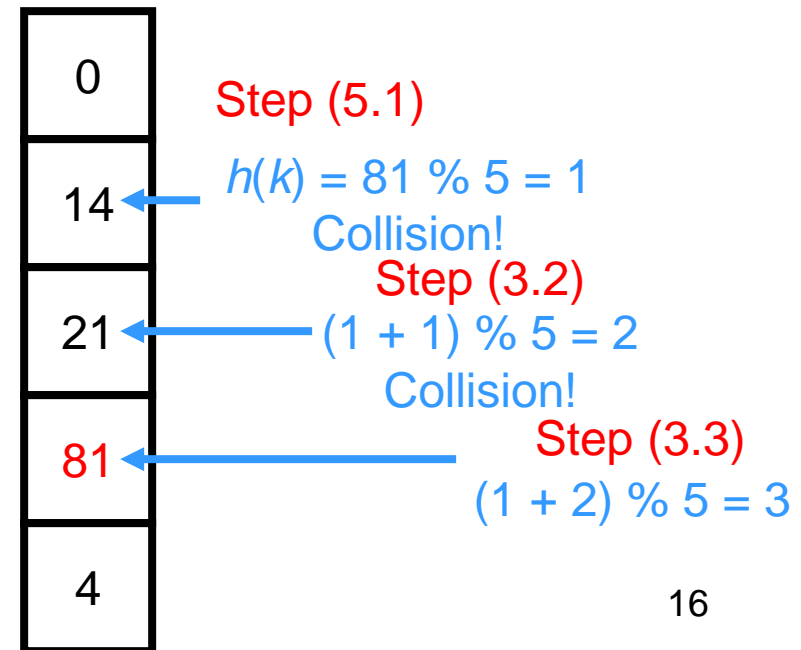 0
Step (5.1)
14
h(k) = 81 % 5 = 1
Collision!
Step (3.2)
21
(1 + 1) % 5 = 2
Collision!
Step (3.3)
81
(1 + 2) % 5 = 3
4
16